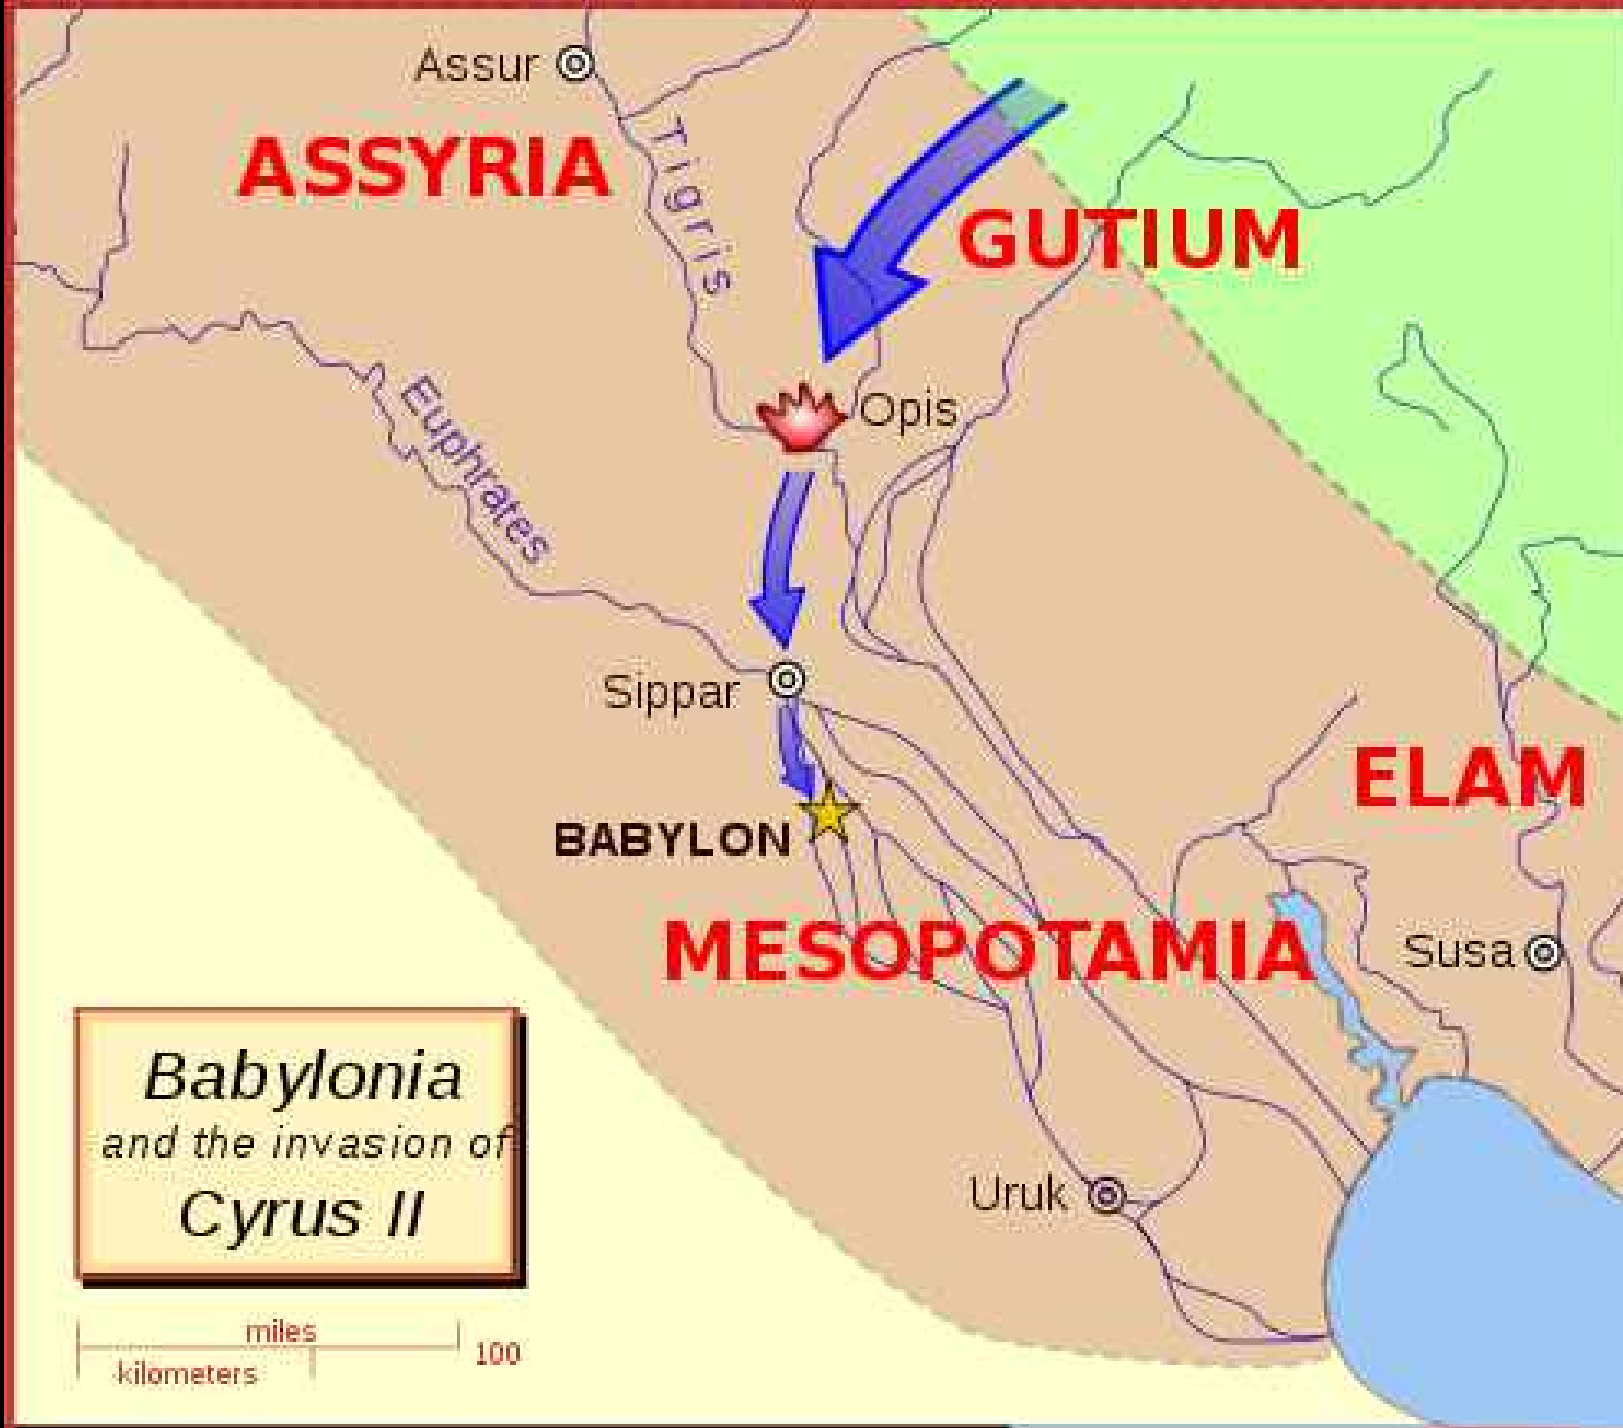 Assur
ASSYRIA
Tigris
GUTIUM
Euphrates
Opis
Sippar
ELAM
BABYLON
MESOPOTAMIA
Susa
Babylonia
and the invasion of
Cyrus II
Uruk
miles
100
kilometers